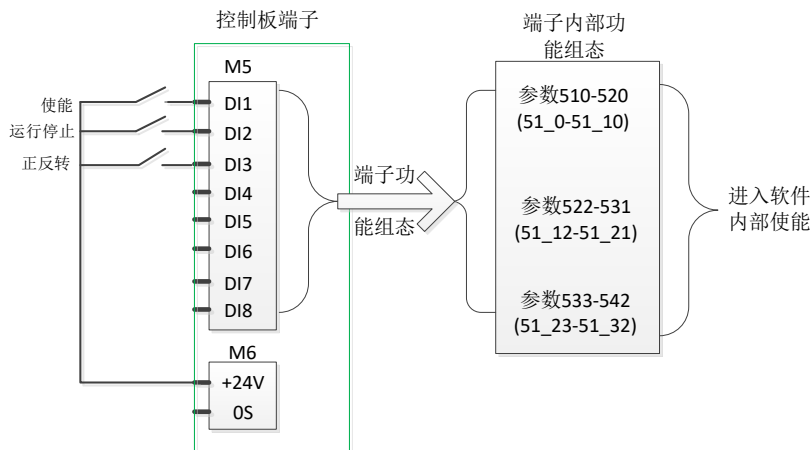 控制板端子
端子内部功
能组态
M5
使能
DI1
运行停止
DI2
正反转
DI3
DI4
DI5
DI6
DI7
DI8
端子功
能组态
参数510-520
(51_0-51_10)
参数522-531
(51_12-51_21)
参数533-542
(51_23-51_32)
进入软件
内部使能
M6
+24V
0S